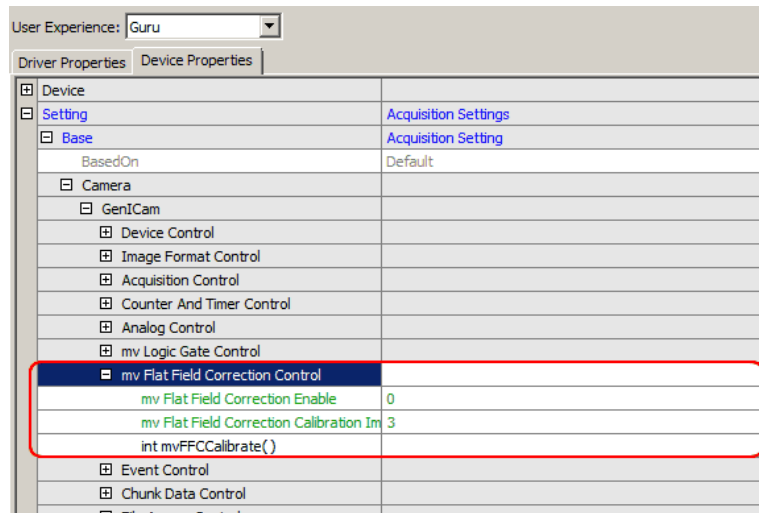 User Experience: Guru
Driver Properties Device Properties
Device
Setting Acquisition Settings
Base Acquisition Setting
BasedOn Default
Camera
GenICam
Device Control
Image Format Control
Acquisition Control
Counter And Timer Control
Analog Control
mv Logic Gate Control
mv Flat Field Correction Control
mv Flat Field Correction Enable 0
mv Flat Field Correction Calibration Im 3
int mvFFCCalibrate( )
Event Control
Chunk Data Control